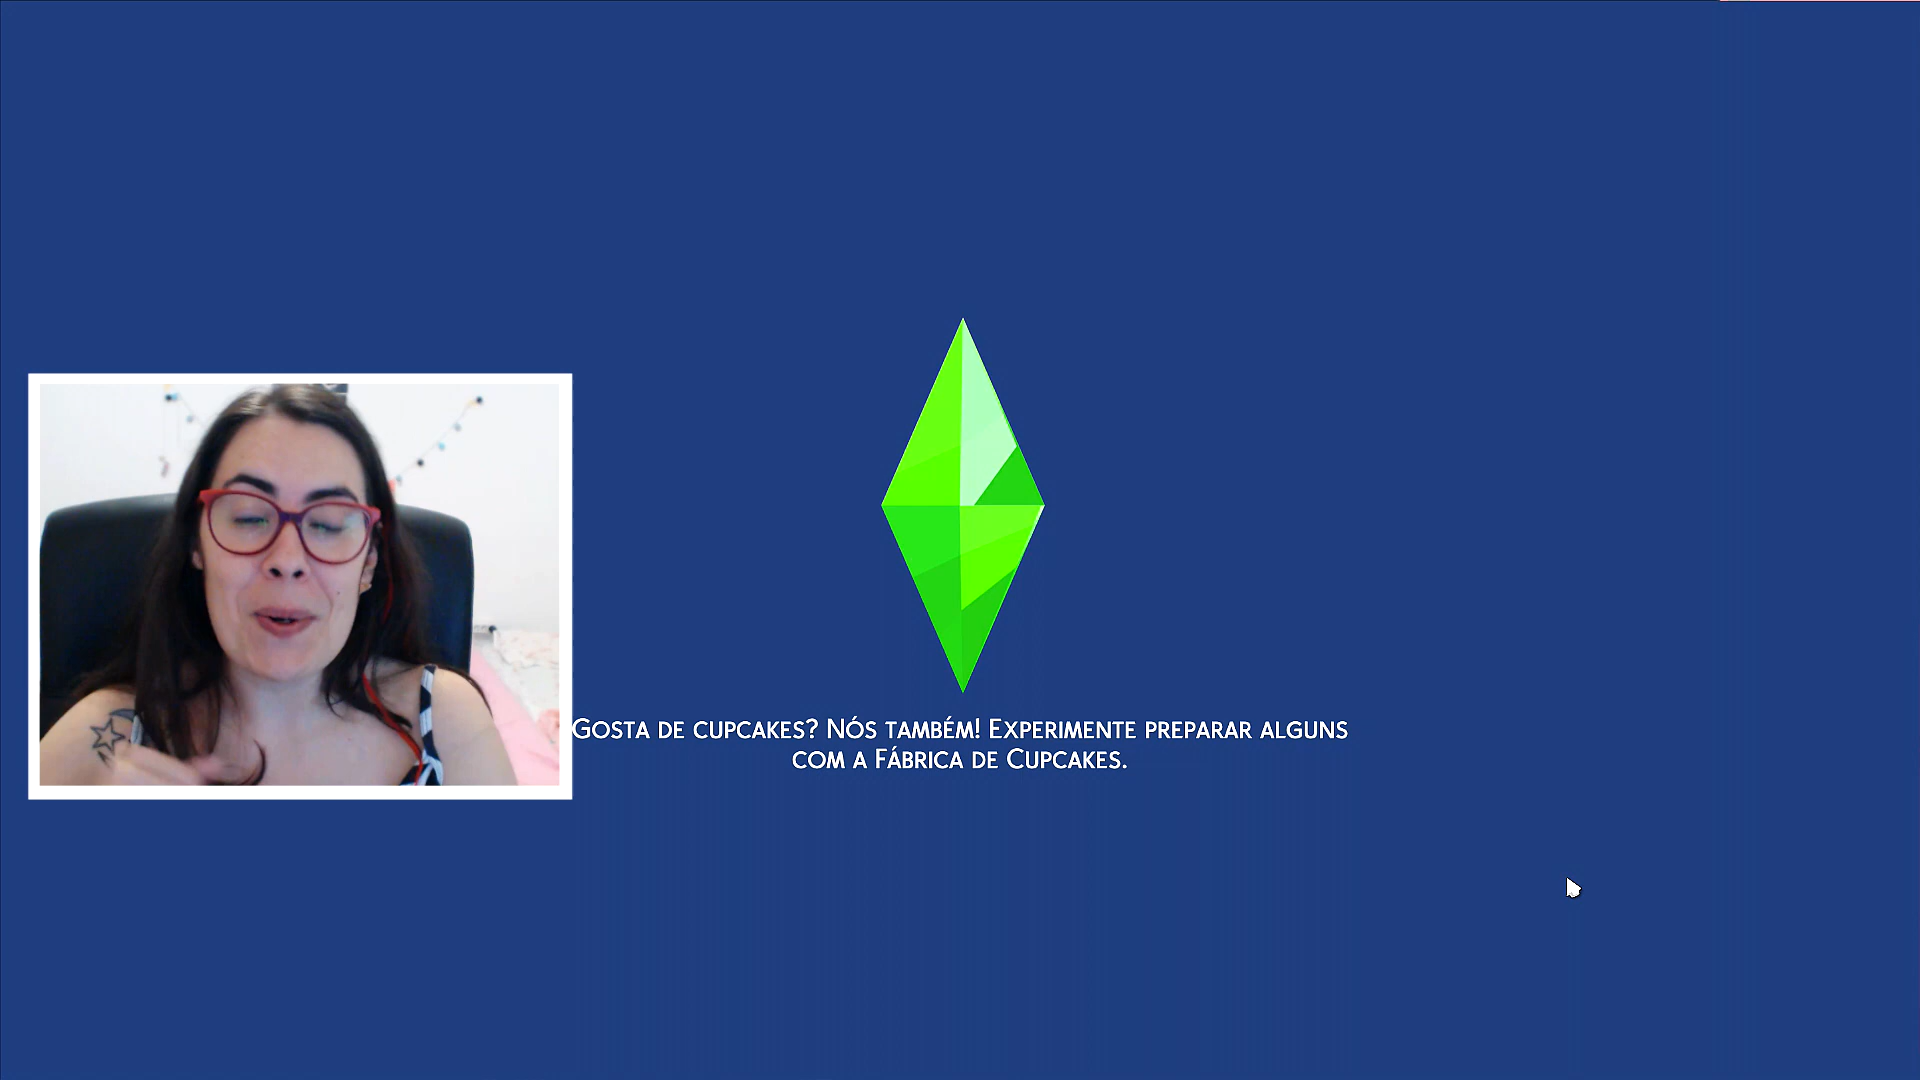 Gosta de cupcakes? Nós também! Experimente preparar alguns
com a Fábrica de Cupcakes.